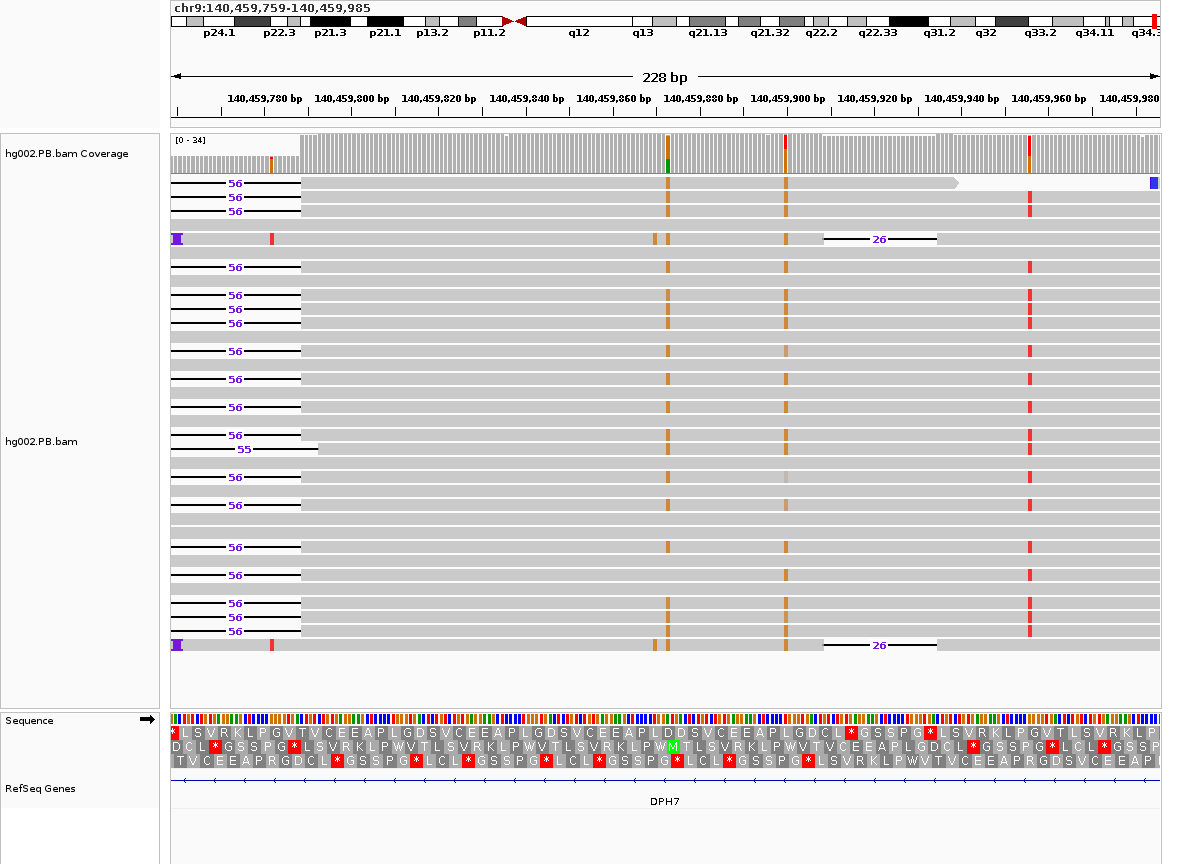 chr9:140,459,759-140,459,985
p24.1 p22.3 p21.3 p21.1 p13.2 p11.2 q12 q13 q21.13 q21.32 q22.2 q22.33 q31.2 q32 q33.2 q34.11 q34.3
228 bp
140,459,780 bp 140,459,800 bp 140,459,820 bp 140,459,840 bp 140,459,860 bp 140,459,880 bp 140,459,900 bp 140,459,920 bp 140,459,940 bp 140,459,960 bp 140,459,980
hg002.PB.bam Coverage
[0 - 34]
56
56
56
26
56
56
56
56
56
56
56
hg002.PB.bam
56
55
56
56
56
56
56
56
56
26
Sequence
RefSeq Genes
DPH7